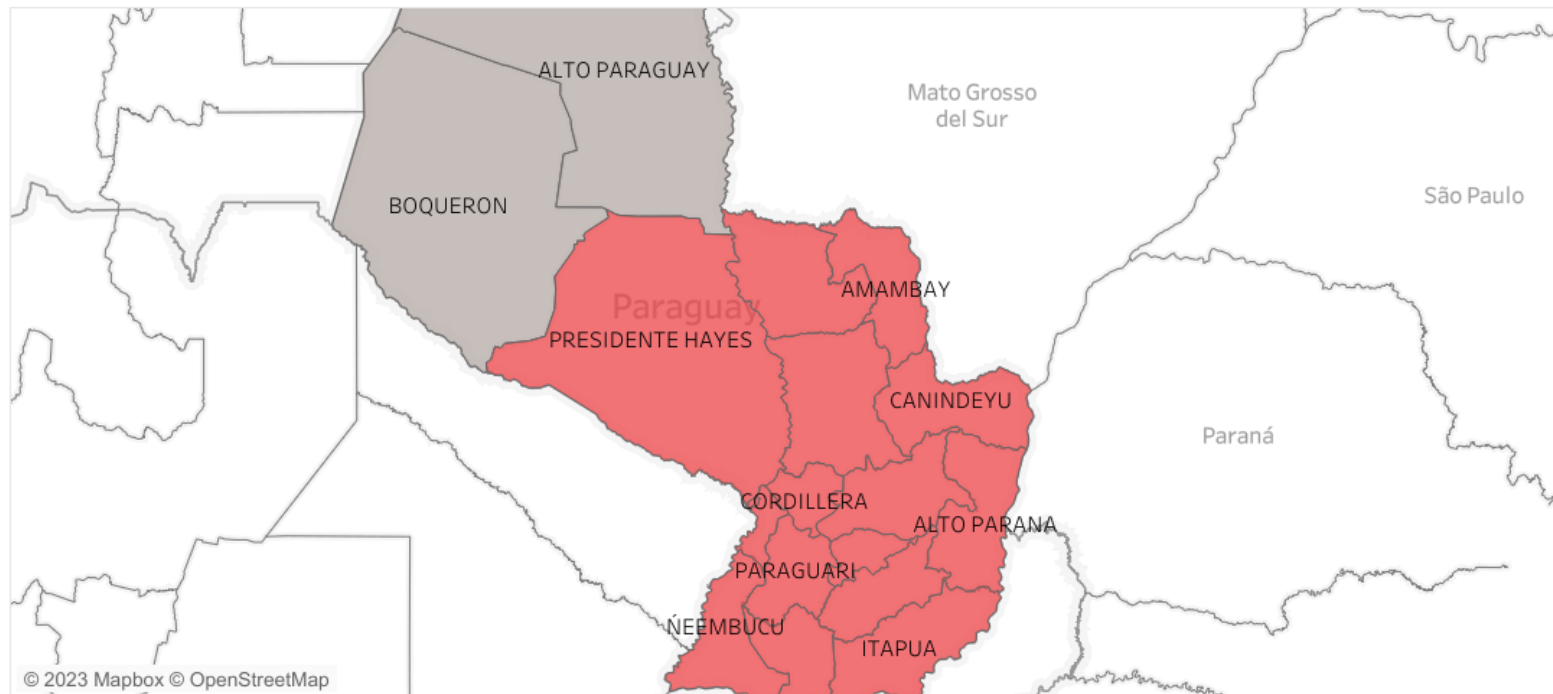 ALTO PARAGUAY
Mato Grosso
del Sur
São Paulo
BOQUERON
AMAMBAY
Paraguay
PRESIDENTE HAYES
CANINDEYU
Paraná
CORDILLERA
ALTO PARANA
PARAGUARI
ŃEEMBUCU
ITAPUA
© 2023 Mapbox © OpenStreetMap